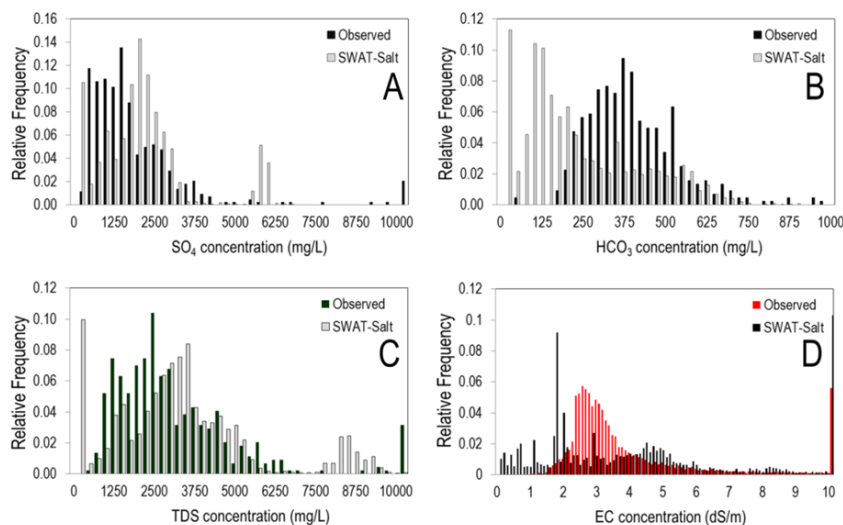 Relative Frequency
0.16
0.14
0.12
0.10
0.08
0.06
0.04
0.02
0.00
Observed
SWAT-Salt
A
0 1250 2500 3750 5000 6250 7500 8750 10000
SO4 concentration (mg/L)
Relative Frequency
0.12
0.10
0.08
0.06
0.04
0.02
0.00
Observed
SWAT-Salt
B
0 125 250 375 500 625 750 875 1000
HCO3 concentration (mg/L)
Relative Frequency
0.12
0.10
0.08
0.06
0.04
0.02
0.00
Observed
SWAT-Salt
C
0 1250 2500 3750 5000 6250 7500 8750 10000
TDS concentration (mg/L)
Relative Frequency
0.12
0.1
0.08
0.06
0.04
0.02
0
Observed
SWAT-Salt
D
0 1 2 3 4 5 6 7 8 9 10
EC concentration (dS/m)